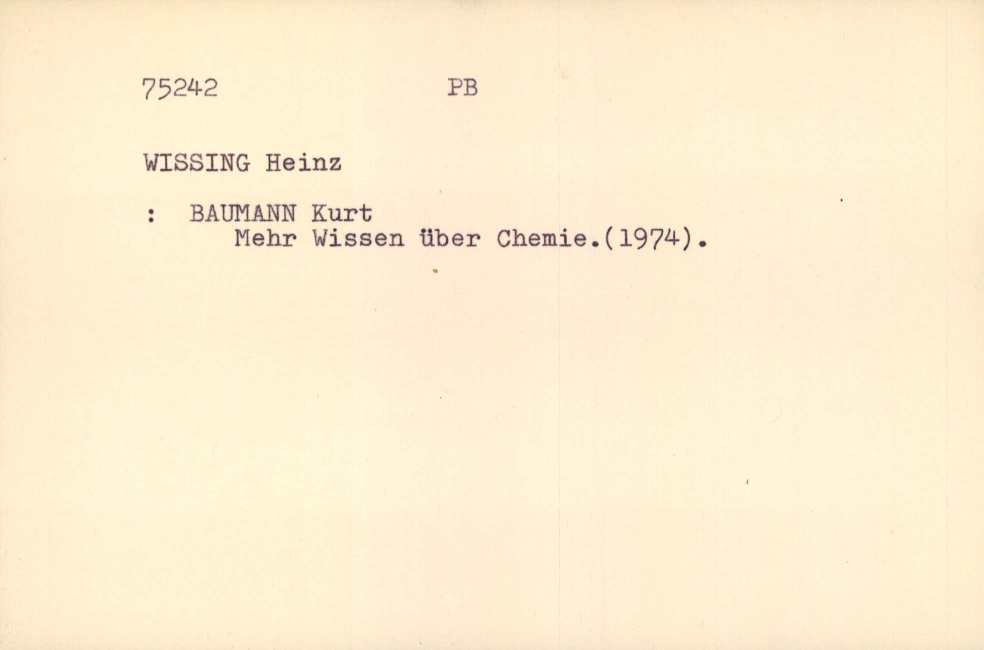 75242 PB
WISSING Heinz
: BAUMANN Kurt
Mehr Wissen über Chemie.(1974).